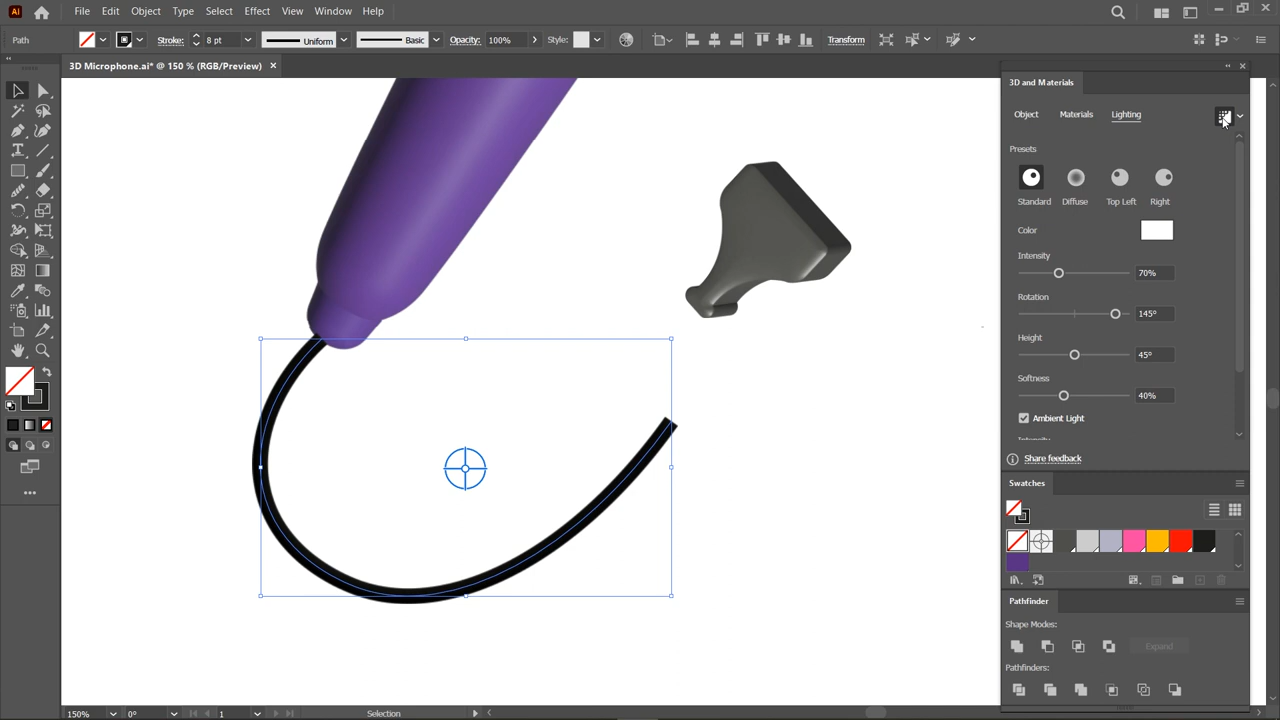 Ai File Edit Object Type Select Effect View Window Help
Path Stroke: 8 pt Uniform Basic Opacity: 100% Style: Transform
3D Microphone.ai* @ 150 % (RGB/Preview)
3D and Materials
Object Materials Lighting
Presets
Standard Diffuse Top Left Right
Color
Intensity
70%
Rotation
145°
Height
45°
Softness
40%
Ambient Light
Share feedback
Swatches
Pathfinder
Shape Modes:
Expand
Pathfinders:
150% 0° 1 Selection